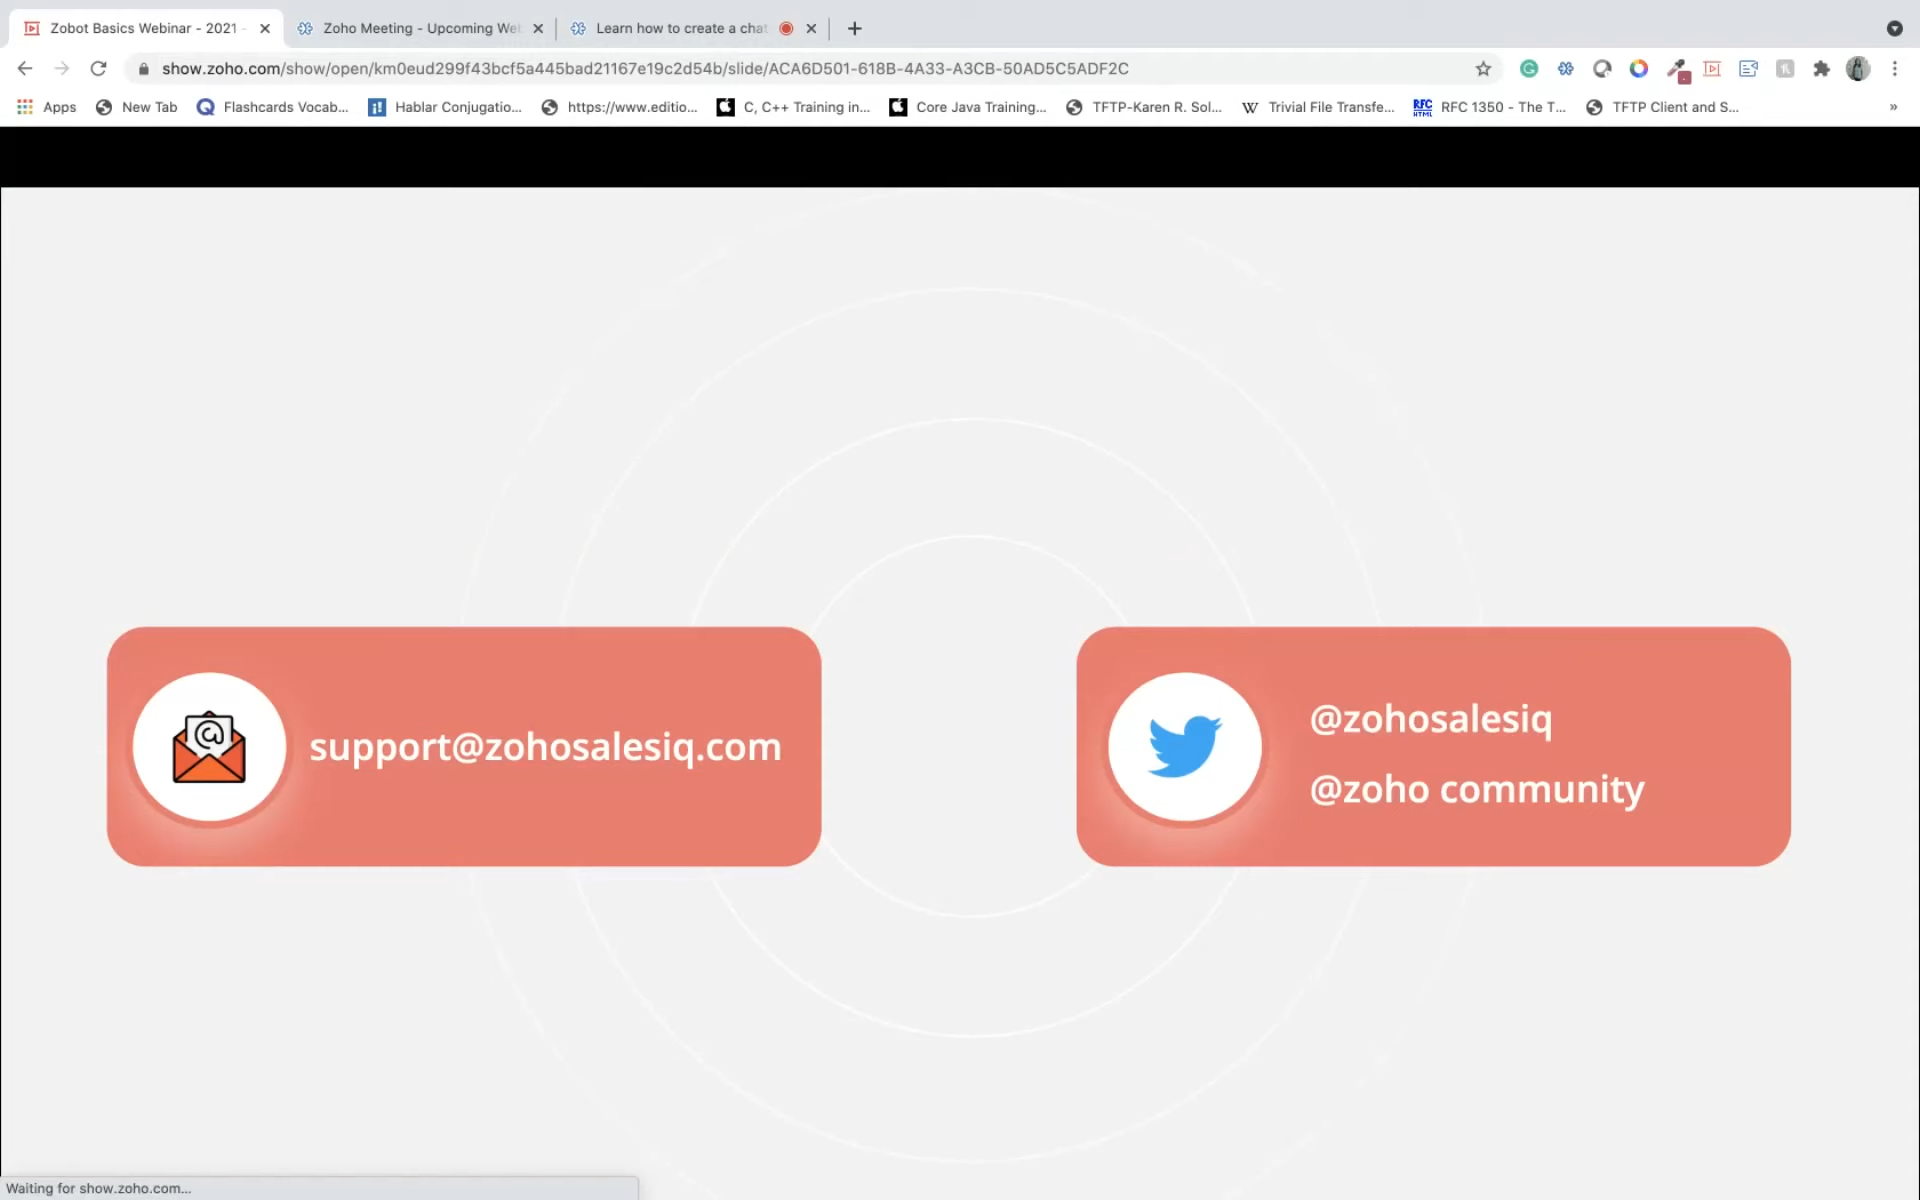 Zobot Basics Webinar - 2021 -
Zoho Meeting - Upcoming We
Learn how to create a chat
show.zoho.com/show/open/km0eud299f43bcf5a445bad21167e19c2d54b/slide/ACA6D501-618B-4A33-A3CB-50AD5C5ADF2C
Apps
New Tab
Flashcards Vocab...
Hablar Conjugatio...
https://www.editio...
C, C++ Training in...
Core Java Training...
TFTP-Karen R. Sol...
Trivial File Transfe...
RFC 1350 - The T...
TFTP Client and S...
»
support@zohosalesiq.com
@zohosalesiq
@zoho community
Waiting for show.zoho.com...